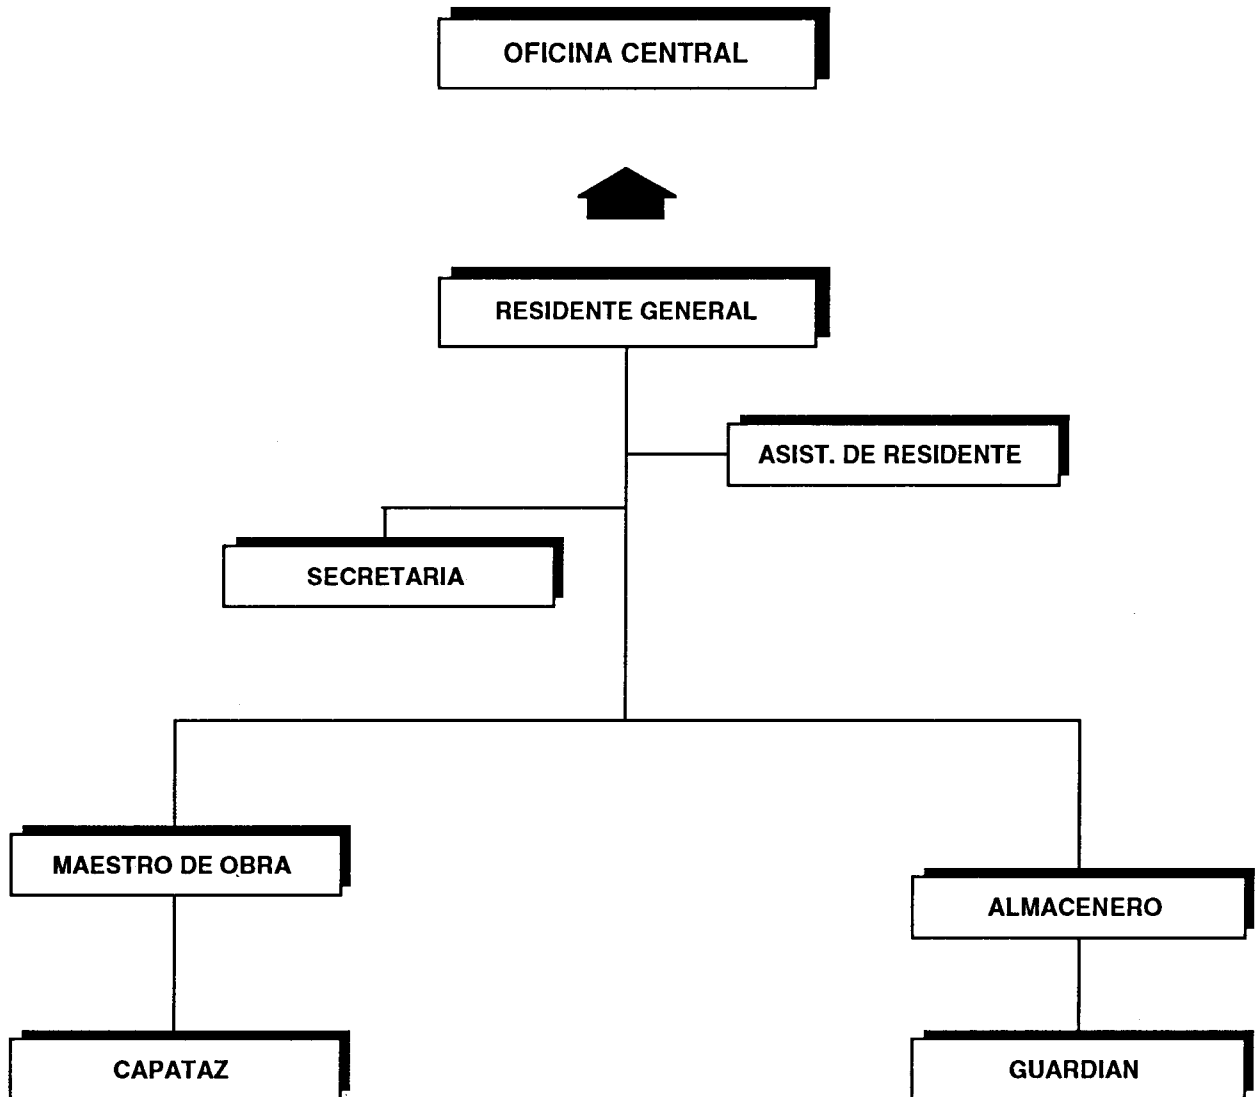 OFICINA CENTRAL
RESIDENTE GENERAL
ASIST. DE RESIDENTE
SECRETARIA
MAESTRO DE OBRA
ALMACENERO
CAPATAZ
GUARDIAN